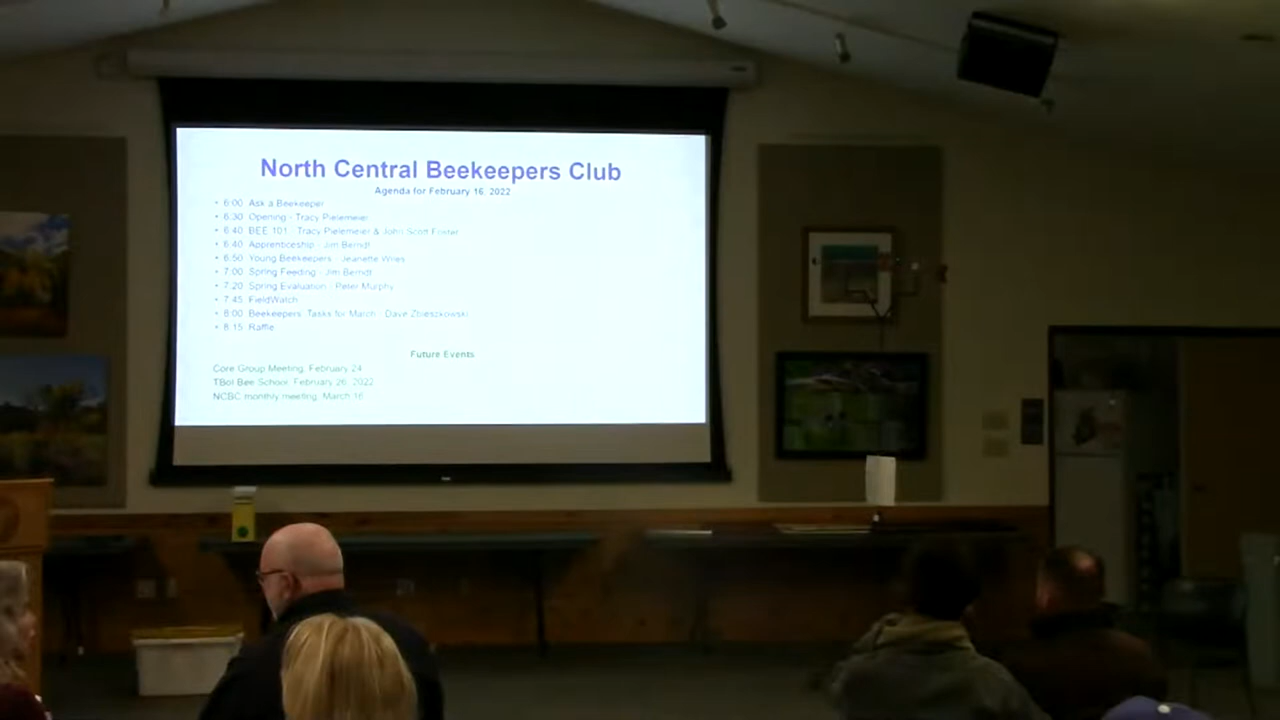 North Central Beekeepers Club
Agenda for February 16, 2022
• 6:00 Ask a Beekeeper
• 6:30 Opening - Tracy Pielemeier
• 6:40 BEE 101 - Tracy Pielemeier & John Scott Foster
• 6:40 Apprenticeship - Jim Berndt
• 6:50 Young Beekeepers - Jeanette Wries
• 7:00 Spring Feeding - Jim Berndt
• 7:20 Spring Evaluation - Peter Murphy
• 7:45 FieldWatch
• 8:00 Beekeepers Tasks for March - Dave Zbieszkowski
• 8:15 Raffle
Future Events
Core Group Meeting: February 24
TBol Bee School: February 26, 2022
NCBC monthly meeting: March 16